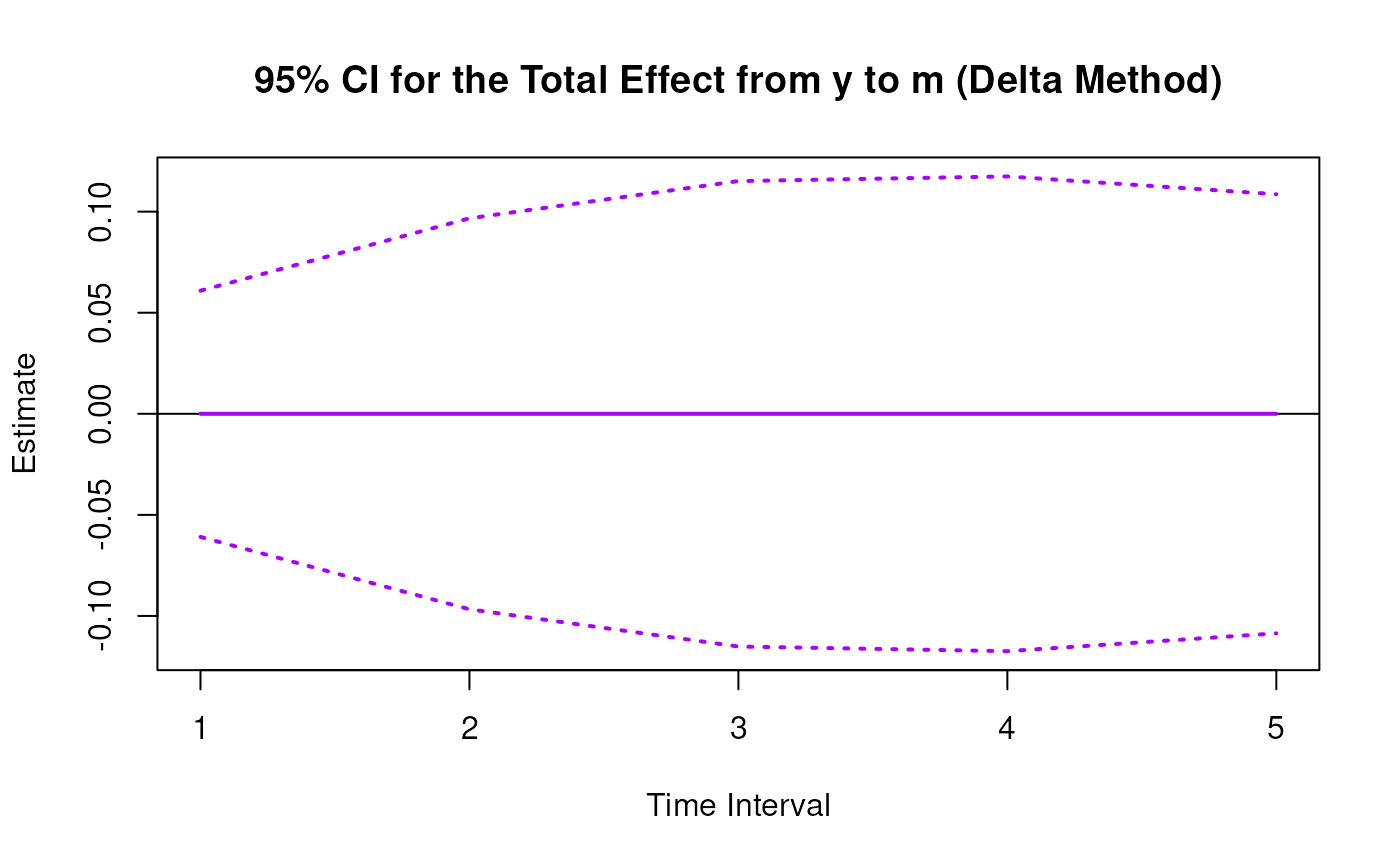 95% CI for the Total Effect from y to m (Delta Method)
Estimate
0.10
0.05
0.00
-0.05
-0.10
1 2 3 4 5
Time Interval